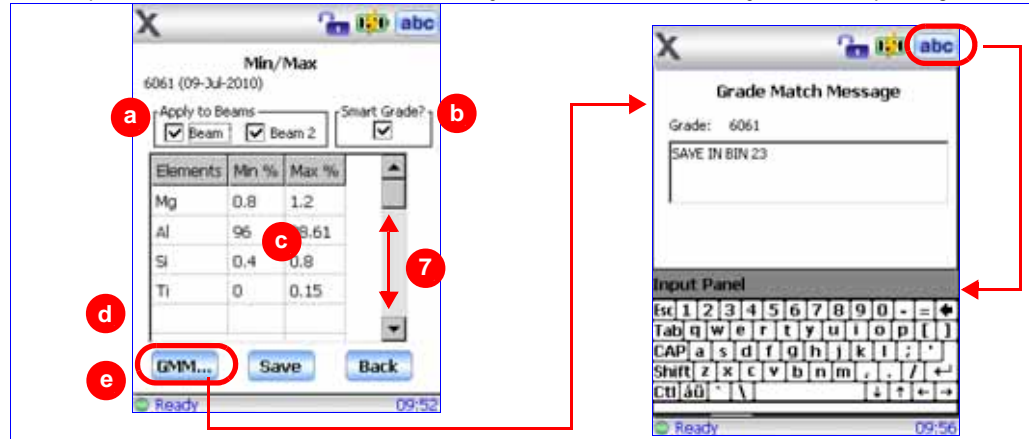 X abc
Min/Max
6061 (09-Jul-2010)
Apply to Beams Smart Grade?
a b
Beam Beam 2
Elements Min % Max %
Mg 0.8 1.2
Al 96 8.61
c
Si 0.4 0.8
7
Ti 0 0.15
d
e
GMM... Save Back
Ready 09:52
X abc
Grade Match Message
Grade: 6061
SAVE IN BIN 23
Input Panel
Esc 1 2 3 4 5 6 7 8 9 0 - =
Tab q w e r t y u i o p [ ]
CAP a s d f g h j k l ; '
Shift z x c v b n m , . /
Ctl áü ` \
Ready 09:56